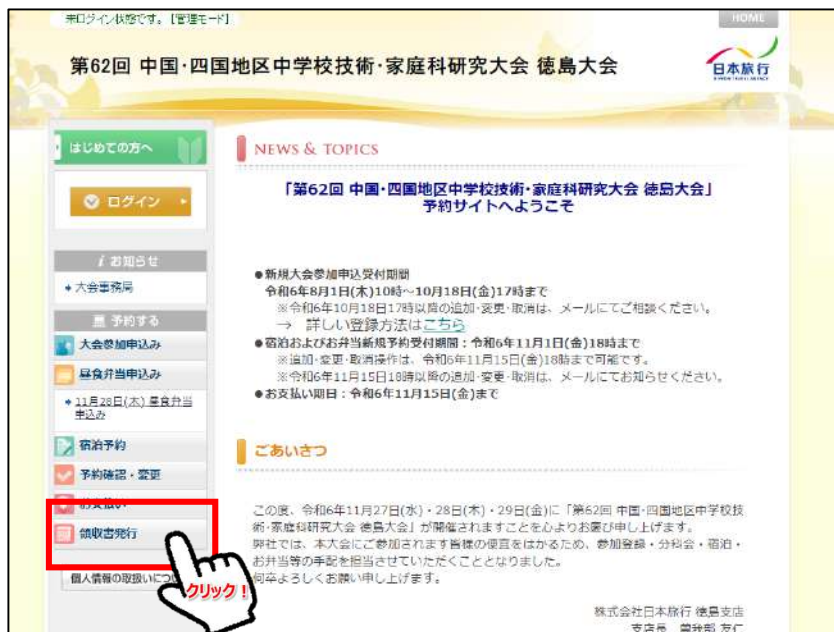 未ログイン状態です。【管理モード】
HOME
第62回 中国・四国地区中学校技術・家庭科研究大会 徳島大会
日本旅行
はじめての方へ
ログイン
お知らせ
大会事務局
予約する
大会参加申込み
昼食弁当申込み
11月28日(木) 昼食弁当
申込み
宿泊予約
予約確認・変更
お支払い
領収書発行
個人情報の取扱いについ
クリック！
NEWS & TOPICS
「第62回 中国・四国地区中学校技術・家庭科研究大会 徳島大会」
予約サイトへようこそ
●新規大会参加申込受付期間
令和6年8月1日(木)10時～10月18日(金)17時まで
※令和6年10月18日17時以降の追加・変更・取消は、メールにてご相談ください。
→ 詳しい登録方法はこちら
●宿泊およびお弁当新規予約受付期間：令和6年11月1日(金)18時まで
※追加・変更・取消操作は、令和6年11月15日(金)18時まで可能です。
※令和6年11月15日18時以降の追加・変更・取消は、メールにてお知らせください。
●お支払い期日：令和6年11月15日(金)まで
ごあいさつ
この度、令和6年11月27日(水)・28日(木)・29日(金)に「第62回 中国・四国地区中学校技
術・家庭科研究大会 徳島大会」が開催されますことを心よりお慶び申し上げます。
弊社では、本大会にご参加されます皆様の便宜をはかるため、参加登録・分科会・宿泊・
お弁当等の手配を担当させていただくこととなりました。
何卒よろしくお願い申し上げます。
株式会社日本旅行 徳島支店
支店長 曽我部 友仁